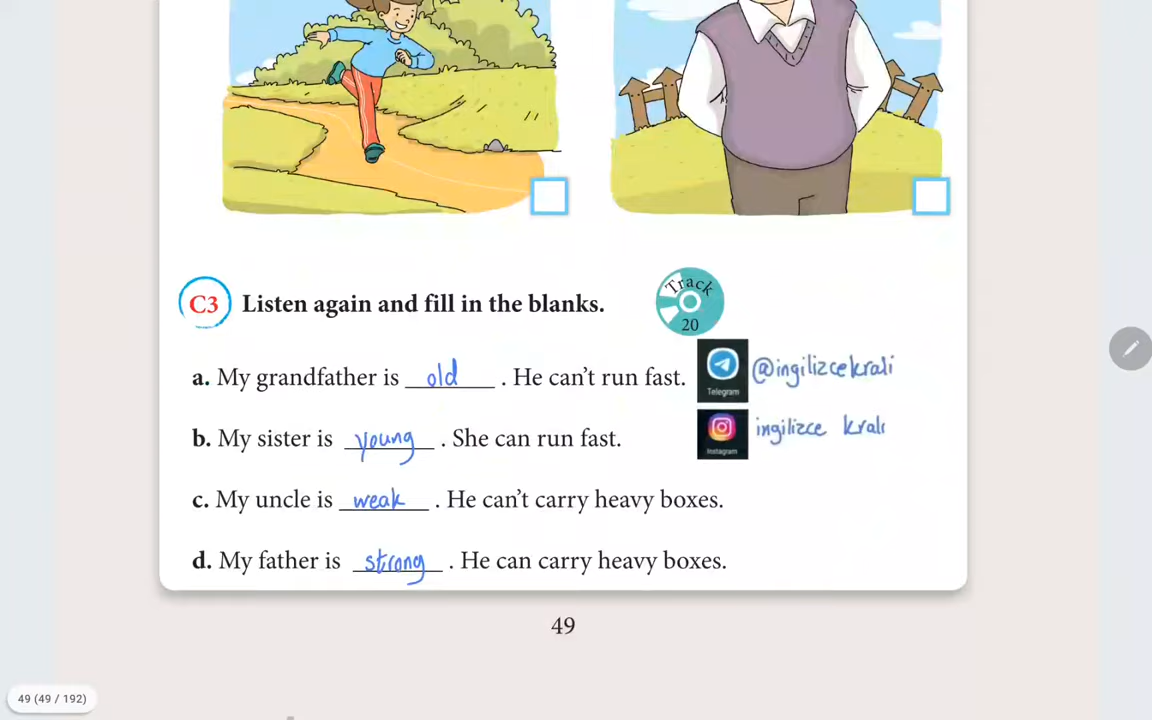 C3 Listen again and fill in the blanks.
Track
20
a. My grandfather is old . He can't run fast.
Telegram
@ingilizcekrali
b. My sister is young . She can run fast.
Instagram
ingilizce kralı
c. My uncle is weak . He can't carry heavy boxes.
d. My father is strong . He can carry heavy boxes.
49
49 (49 / 192)